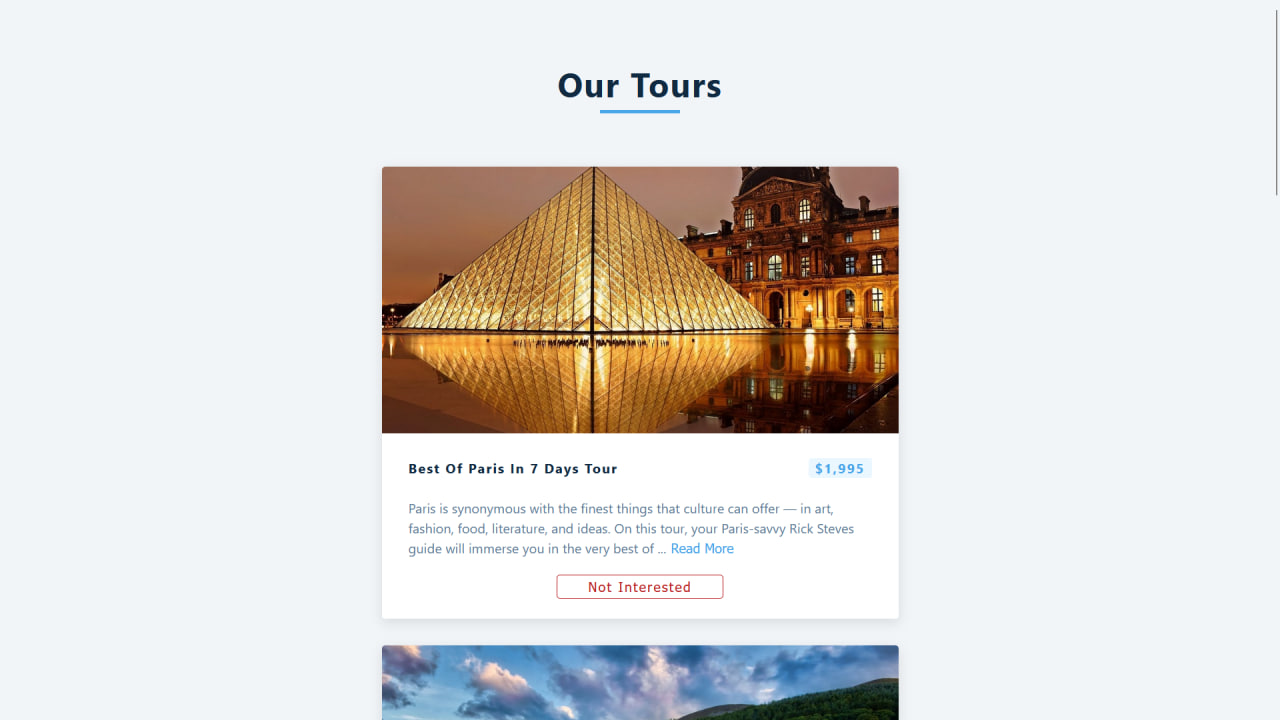 Our Tours
Best Of Paris In 7 Days Tour
$1,995
Paris is synonymous with the finest things that culture can offer — in art,
fashion, food, literature, and ideas. On this tour, your Paris-savvy Rick Steves
guide will immerse you in the very best of ... Read More
Not Interested